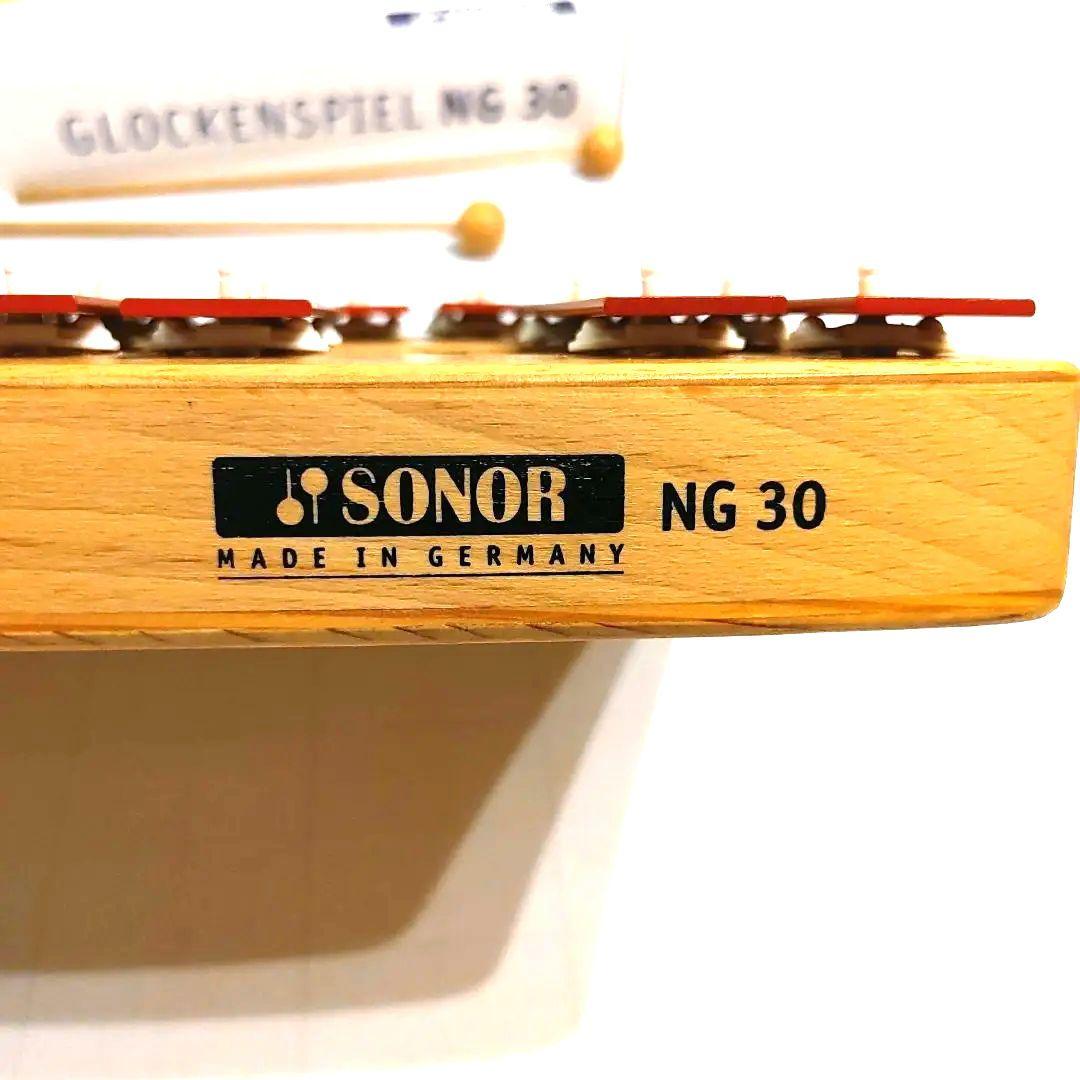 GLOCKENSPIEL NG 30
SONOR NG 30
MADE IN GERMANY